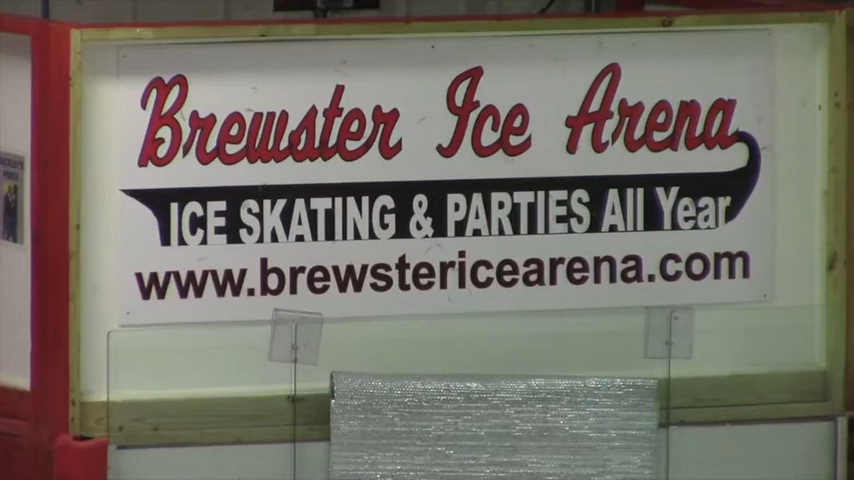 Brewster Ice Arena
ICE SKATING & PARTIES All Year
www.brewstericearena.com